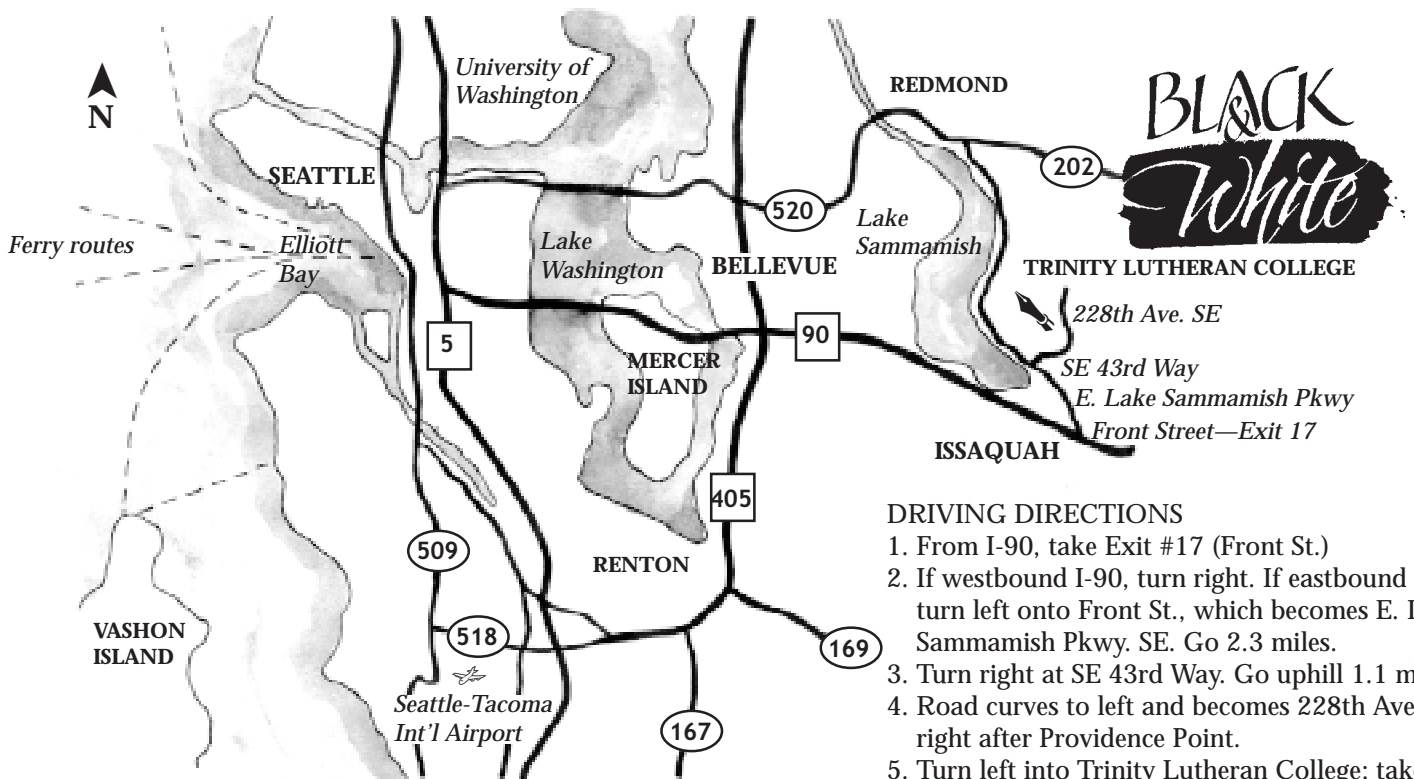 N
University of
Washington
REDMOND
BLACK
&
White
202
SEATTLE
520
Ferry routes
Elliott
Bay
Lake
Washington
BELLEVUE
Lake
Sammamish
TRINITY LUTHERAN COLLEGE
228th Ave. SE
5
90
MERCER
ISLAND
SE 43rd Way
E. Lake Sammamish Pkwy
Front Street—Exit 17
ISSAQUAH
405
509
RENTON
VASHON
ISLAND
518
169
Seattle-Tacoma
Int'l Airport
167
DRIVING DIRECTIONS
1. From I-90, take Exit #17 (Front St.)
2. If westbound I-90, turn right. If eastbound
turn left onto Front St., which becomes E.
Sammamish Pkwy. SE. Go 2.3 miles.
3. Turn right at SE 43rd Way. Go uphill 1.1
4. Road curves to left and becomes 228th Ave
right after Providence Point.
5. Turn left into Trinity Lutheran College;